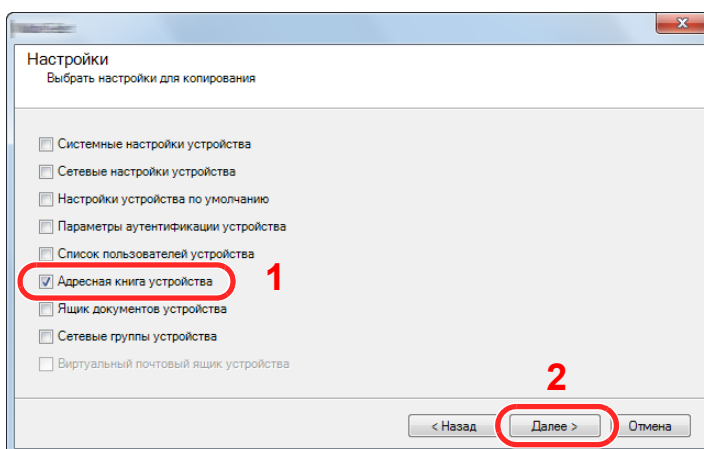 Настройки
Выбрать настройки для копирования
Системные настройки устройства
Сетевые настройки устройства
Настройки устройства по умолчанию
Параметры аутентификации устройства
Список пользователей устройства
Адресная книга устройства
1
Ящик документов устройства
Сетевые группы устройства
Виртуальный почтовый ящик устройства
2
< Назад
Далее >
Отмена